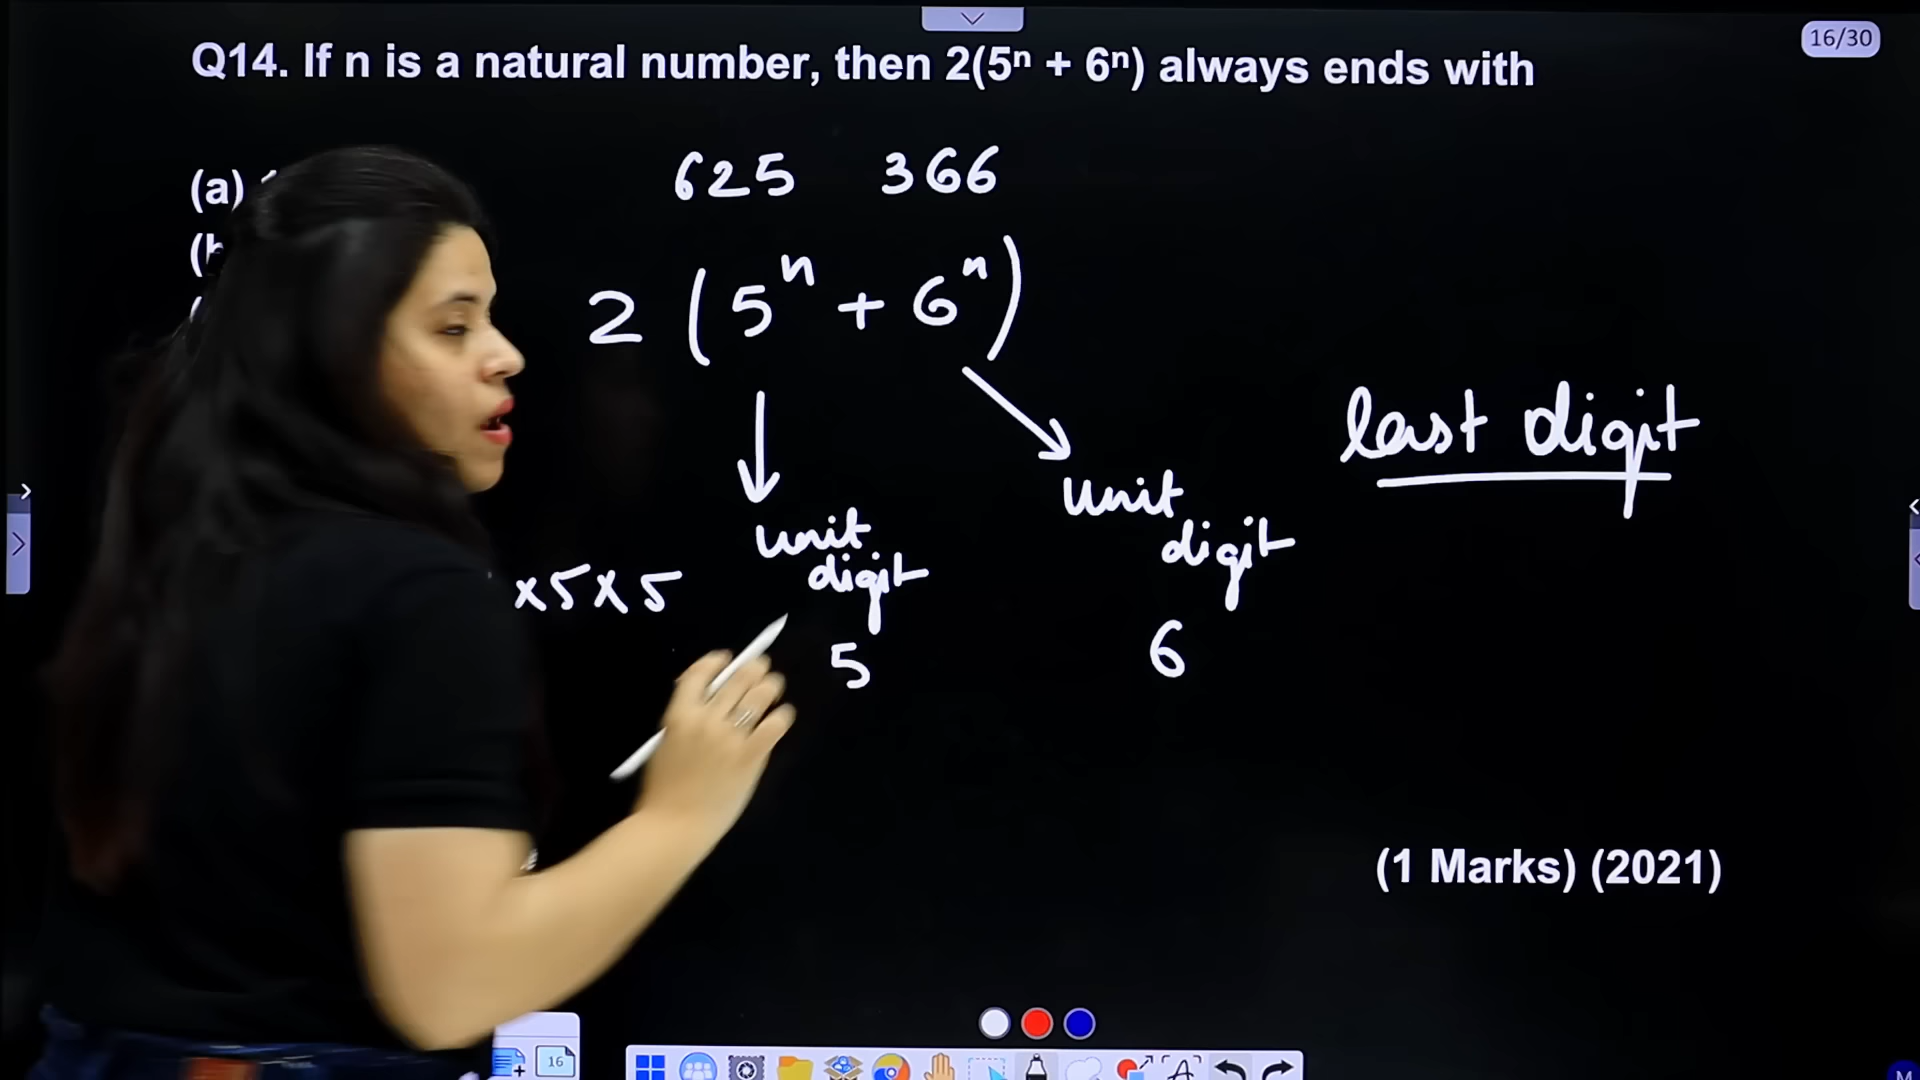 16/30
Q14. If n is a natural number, then 2(5ⁿ + 6ⁿ) always ends with
(a)
625 366
2 (5ⁿ + 6ⁿ)
last digit
unit digit
unit digit
x5x5
5
6
(1 Marks) (2021)
16